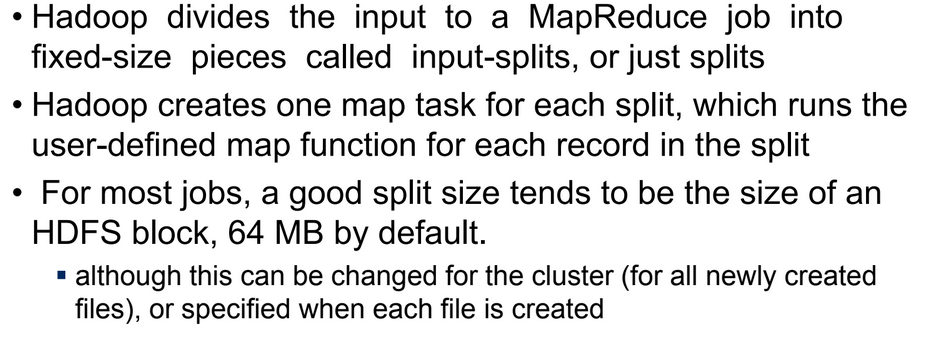 • Hadoop divides the input to a MapReduce job into
fixed-size pieces called input-splits, or just splits
• Hadoop creates one map task for each split, which runs the
user-defined map function for each record in the split
• For most jobs, a good split size tends to be the size of an
HDFS block, 64 MB by default.
▪ although this can be changed for the cluster (for all newly created
files), or specified when each file is created